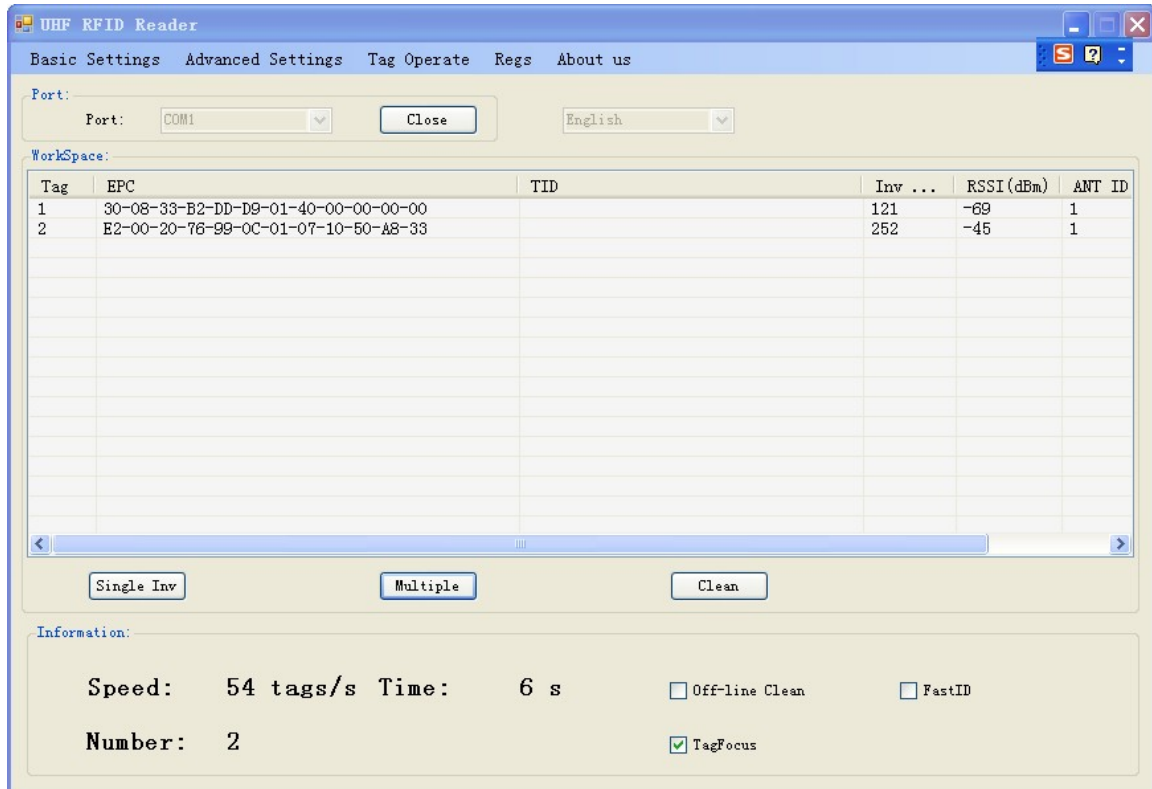 UHF RFID Reader
Basic Settings Advanced Settings Tag Operate Regs About us
S ?
Port:
Port: COM1 Close English
WorkSpace:
Tag EPC TID Inv ... RSSI(dBm) ANT ID
1 30-08-33-B2-DD-D9-01-40-00-00-00-00 121 -69 1
2 E2-00-20-76-99-0C-01-07-10-50-A8-33 252 -45 1
Single Inv Multiple Clean
Information:
Speed: 54 tags/s Time: 6 s Off-line Clean FastID
Number: 2 TagFocus